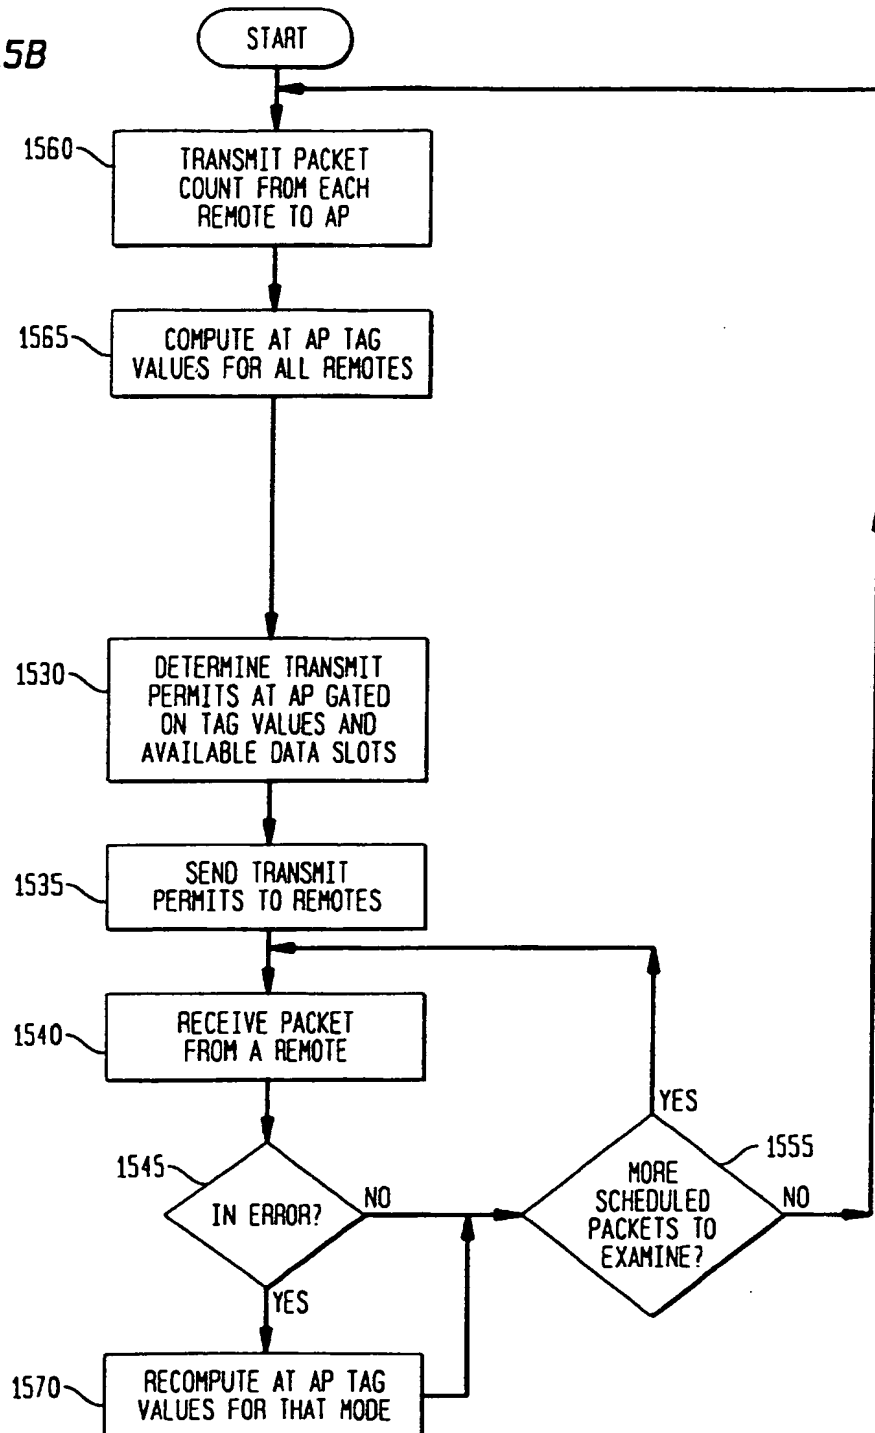 5B
START
1560
TRANSMIT PACKET
COUNT FROM EACH
REMOTE TO AP
1565
COMPUTE AT AP TAG
VALUES FOR ALL REMOTES
1530
DETERMINE TRANSMIT
PERMITS AT AP GATED
ON TAG VALUES AND
AVAILABLE DATA SLOTS
1535
SEND TRANSMIT
PERMITS TO REMOTES
1540
RECEIVE PACKET
FROM A REMOTE
YES
1545
IN ERROR?
NO
1555
MORE
SCHEDULED
PACKETS TO
EXAMINE?
NO
YES
1570
RECOMPUTE AT AP TAG
VALUES FOR THAT MODE